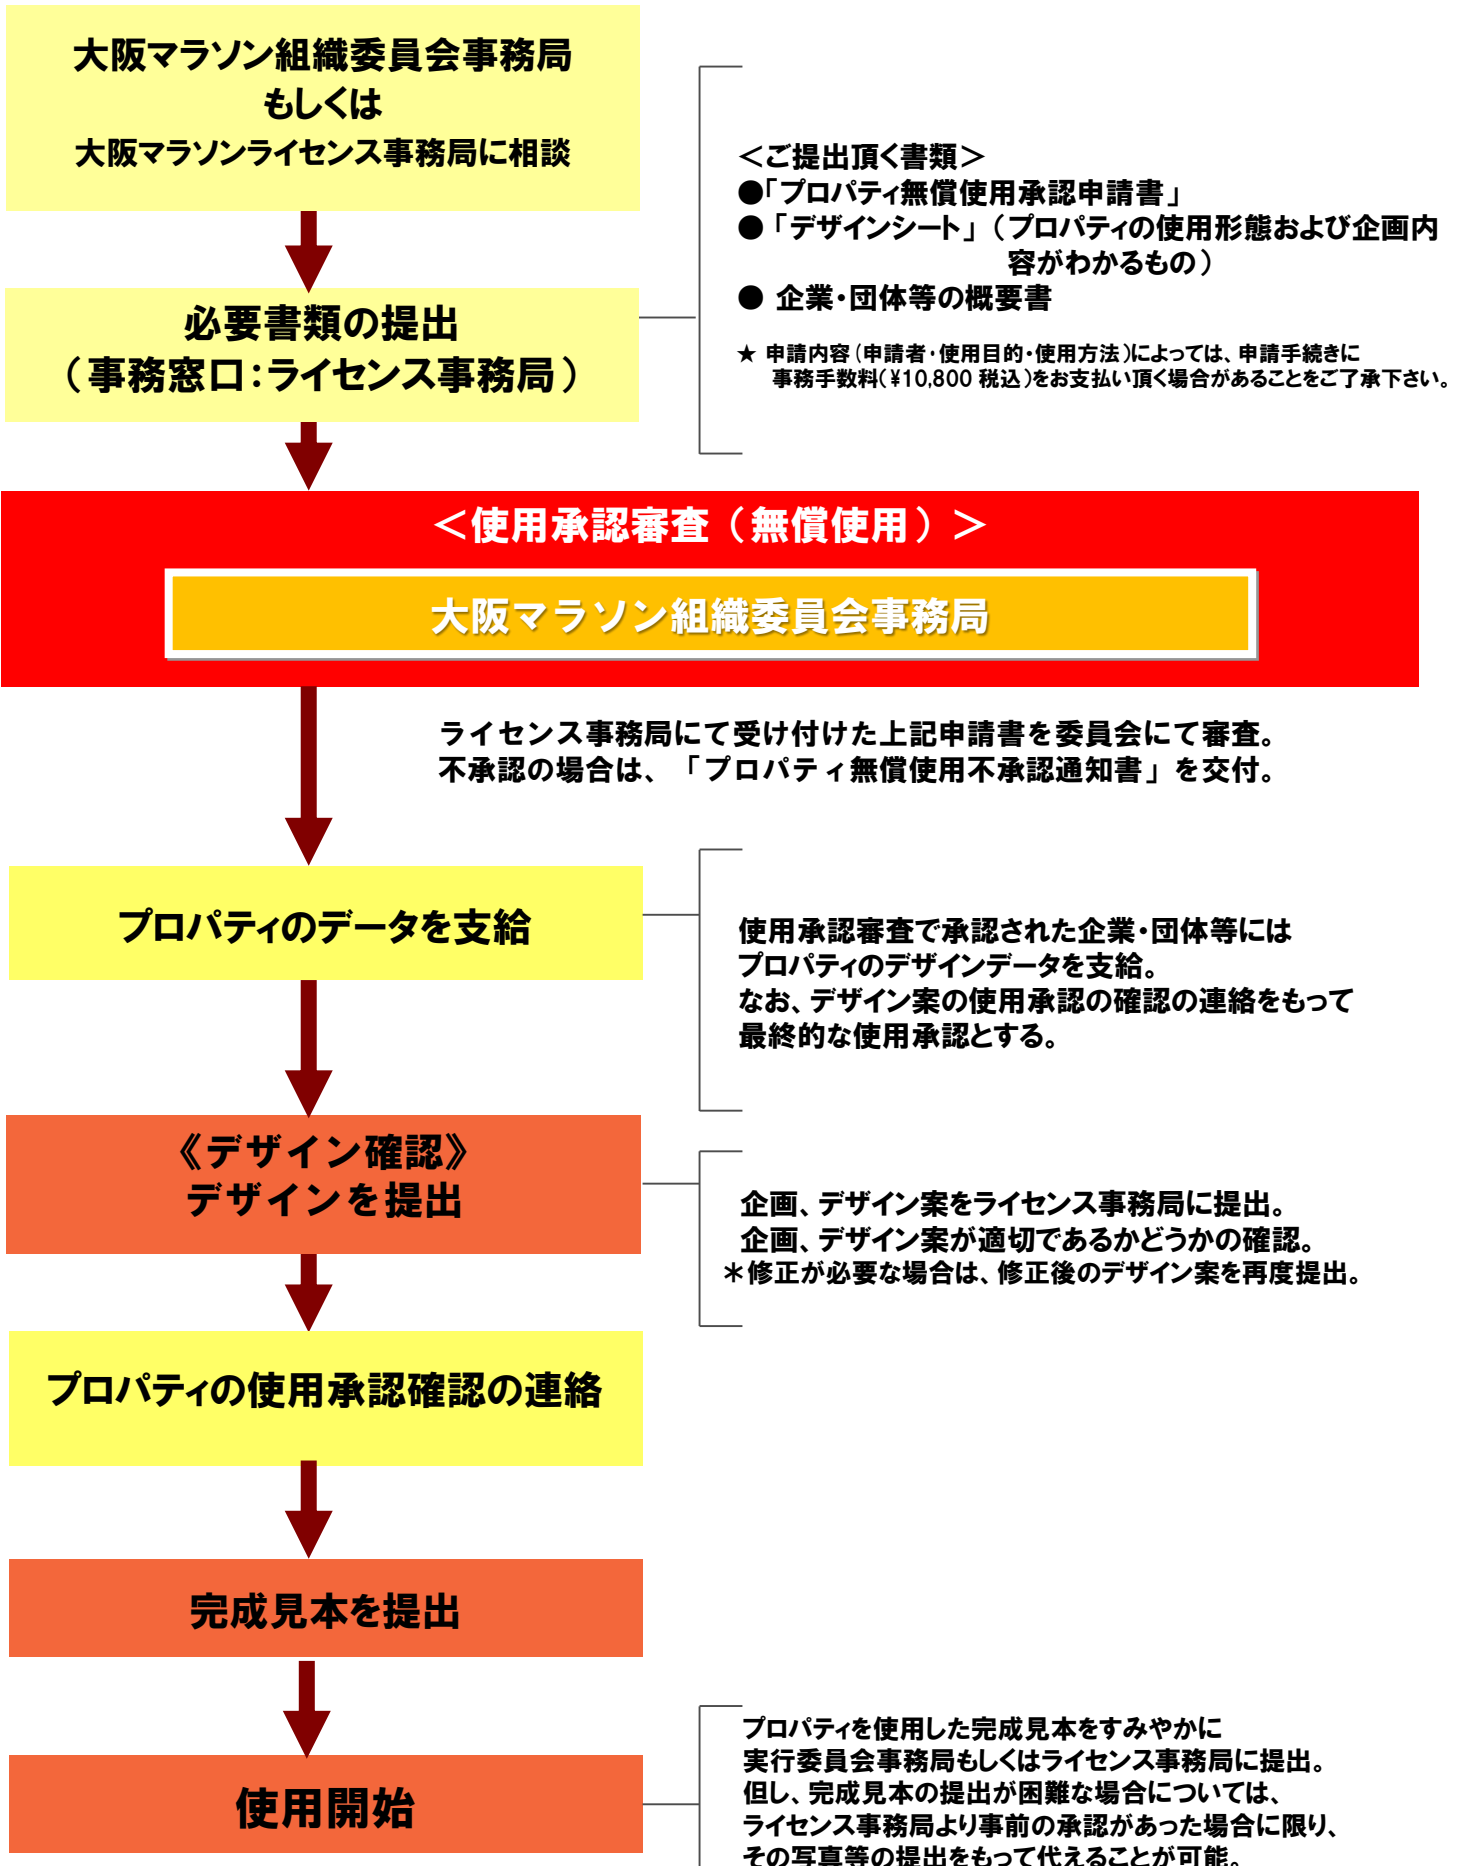 大阪マラソン組織委員会事務局
もしくは
大阪マラソンライセンス事務局に相談
＜ご提出頂く書類＞
●「プロパティ無償使用承認申請書」
●「デザインシート」（プロパティの使用形態および企画内
容がわかるもの）
● 企業・団体等の概要書
★ 申請内容（申請者・使用目的・使用方法）によっては、申請手続きに
事務手数料（¥10,800 税込）をお支払い頂く場合があることをご了承下さい。
必要書類の提出
（事務窓口：ライセンス事務局）
＜使用承認審査（無償使用）＞
大阪マラソン組織委員会事務局
ライセンス事務局にて受け付けた上記申請書を委員会にて審査。
不承認の場合は、「プロパティ無償使用不承認通知書」を交付。
プロパティのデータを支給
使用承認審査で承認された企業・団体等には
プロパティのデザインデータを支給。
なお、デザイン案の使用承認の確認の連絡をもって
最終的な使用承認とする。
《デザイン確認》
デザインを提出
企画、デザイン案をライセンス事務局に提出。
企画、デザイン案が適切であるかどうかの確認。
＊修正が必要な場合は、修正後のデザイン案を再度提出。
プロパティの使用承認確認の連絡
完成見本を提出
使用開始
プロパティを使用した完成見本をすみやかに
実行委員会事務局もしくはライセンス事務局に提出。
但し、完成見本の提出が困難な場合については、
ライセンス事務局より事前の承認があった場合に限り、
その写真等の提出をもって代えることが可能。